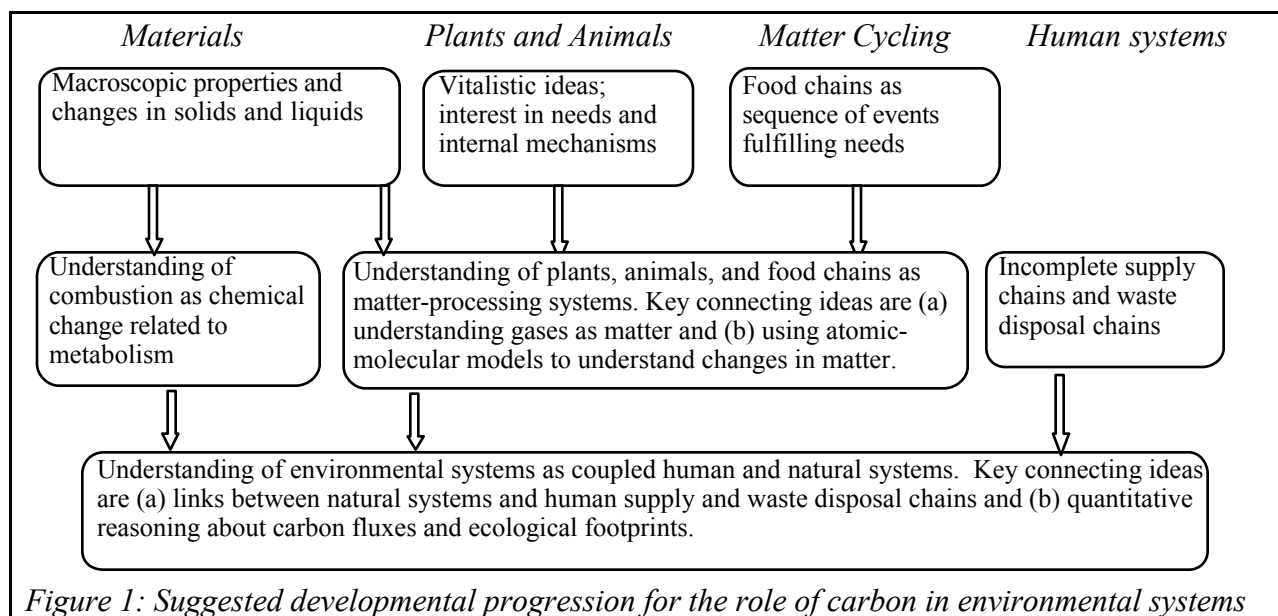 Materials Plants and Animals Matter Cycling Human systems
Macroscopic properties and
changes in solids and liquids
Vitalistic ideas;
interest in needs and
internal mechanisms
Food chains as
sequence of events
fulfilling needs
Understanding of
combustion as chemical
change related to
metabolism
Understanding of plants, animals, and food chains as
matter-processing systems. Key connecting ideas are (a)
understanding gases as matter and (b) using atomic-
molecular models to understand changes in matter.
Incomplete supply
chains and waste
disposal chains
Understanding of environmental systems as coupled human and natural systems.  Key connecting ideas
are (a) links between natural systems and human supply and waste disposal chains and (b) quantitative
reasoning about carbon fluxes and ecological footprints.
Figure 1: Suggested developmental progression for the role of carbon in environmental systems